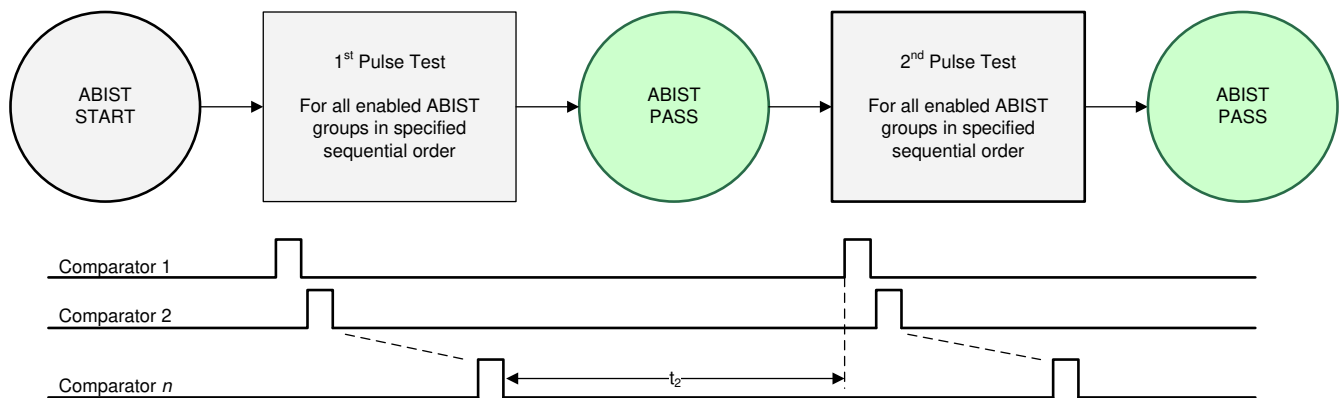 ABIST
START
1st Pulse Test
For all enabled ABIST
groups in specified
sequential order
ABIST
PASS
2nd Pulse Test
For all enabled ABIST
groups in specified
sequential order
ABIST
PASS
Comparator 1
Comparator 2
Comparator n
t2